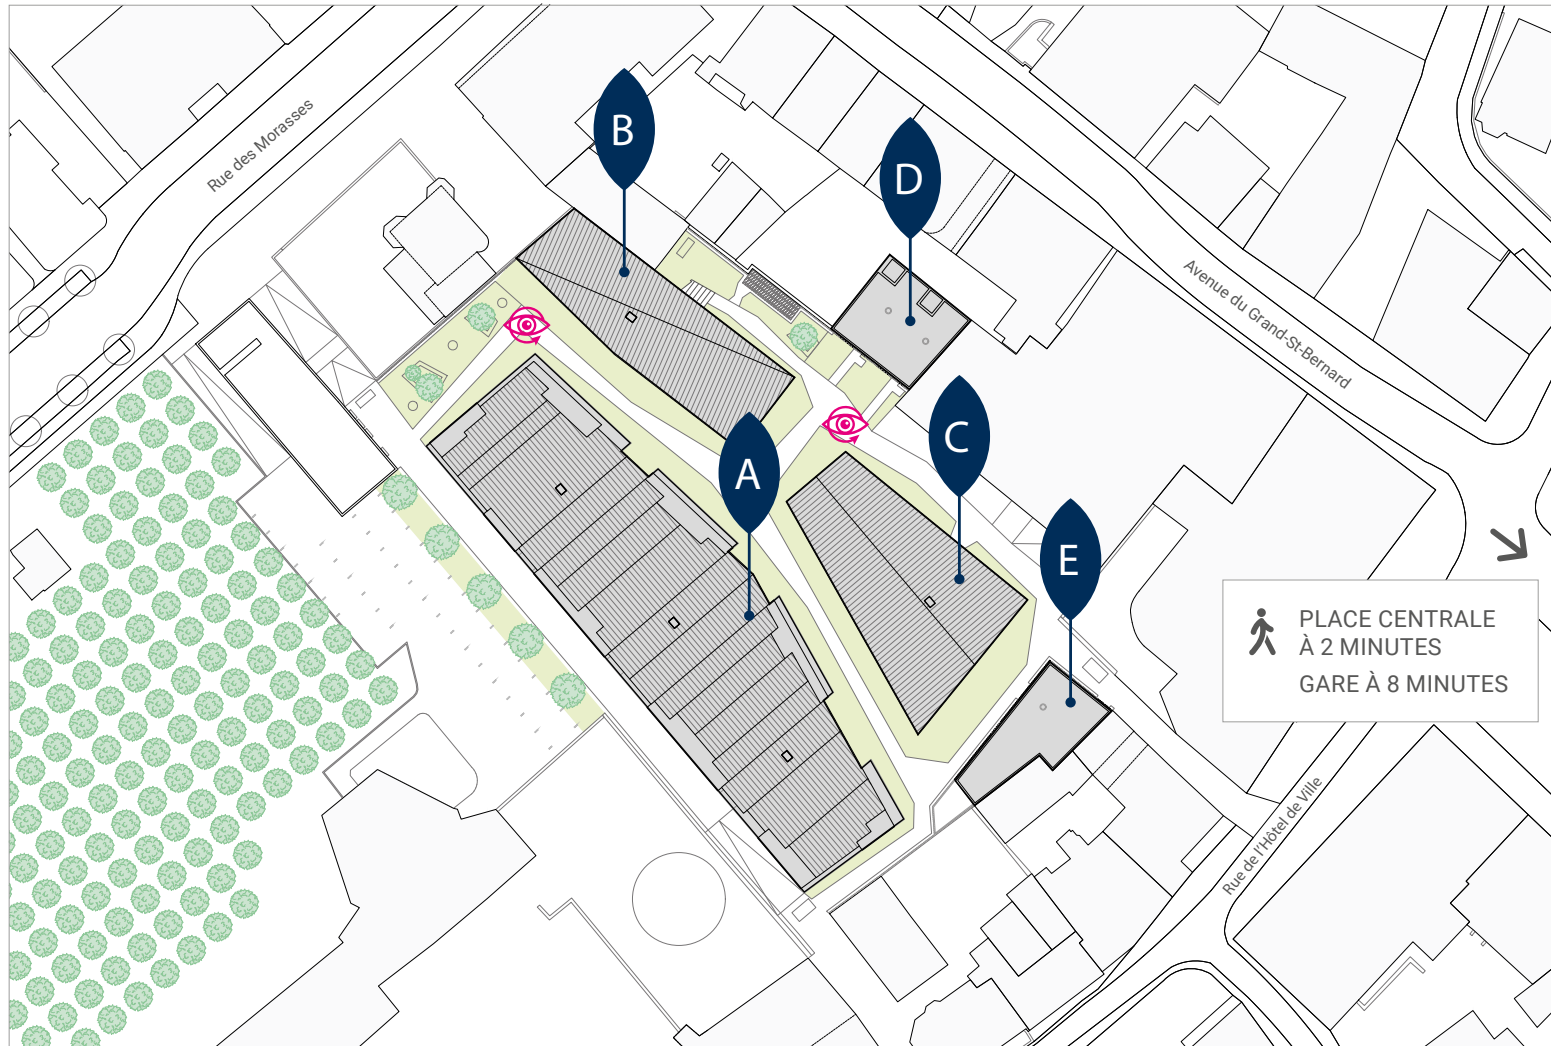 Rue des Morasses
B
D
Avenue du Grand-St-Bernard
C
A
E
PLACE CENTRALE
À 2 MINUTES
GARE À 8 MINUTES
Rue de l'Hôtel de Ville